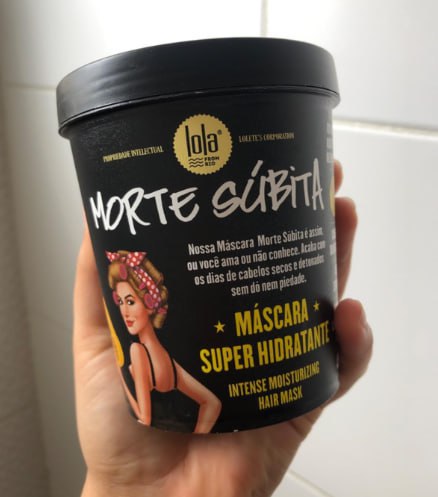 PROPRIEDADE INTELECTUAL
lola®
FROM
RIO
LOLETE'S CORPORATION
MORTE SÚBITA
Nossa Máscara Morte Súbita é assim,
ou você ama ou não conhece. Acaba com
os dias de cabelos secos e detonados
sem dó nem piedade.
MÁSCARA
SUPER HIDRATANTE
INTENSE MOISTURIZING
HAIR MASK